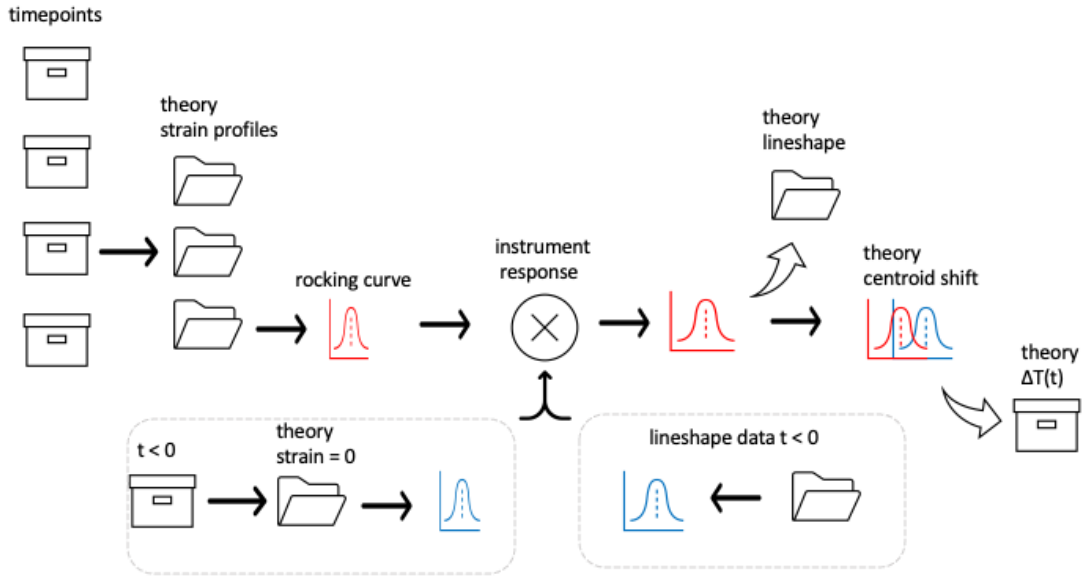 timepoints
theory
strain profiles
rocking curve
instrument
response
theory
lineshape
theory
centroid shift
theory
ΔT(t)
t < 0
theory
strain = 0
lineshape data t < 0